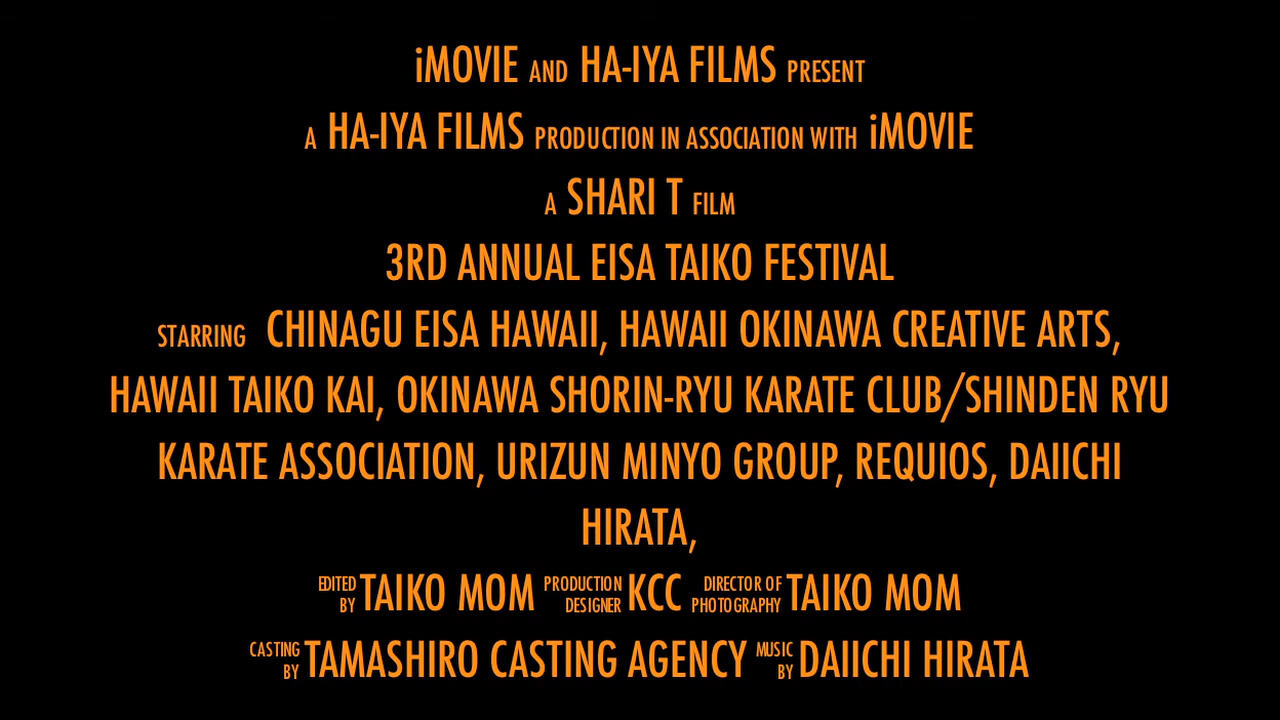 iMOVIE AND HA-IYA FILMS PRESENT
A HA-IYA FILMS PRODUCTION IN ASSOCIATION WITH iMOVIE
A SHARI T FILM
3RD ANNUAL EISA TAIKO FESTIVAL
STARRING CHINAGU EISA HAWAII, HAWAII OKINAWA CREATIVE ARTS,
HAWAII TAIKO KAI, OKINAWA SHORIN-RYU KARATE CLUB/SHINDEN RYU
KARATE ASSOCIATION, URIZUN MINYO GROUP, REQUIOS, DAIICHI
HIRATA,
EDITED BY TAIKO MOM PRODUCTION DESIGNER KCC DIRECTOR OF PHOTOGRAPHY TAIKO MOM
CASTING BY TAMASHIRO CASTING AGENCY MUSIC BY DAIICHI HIRATA